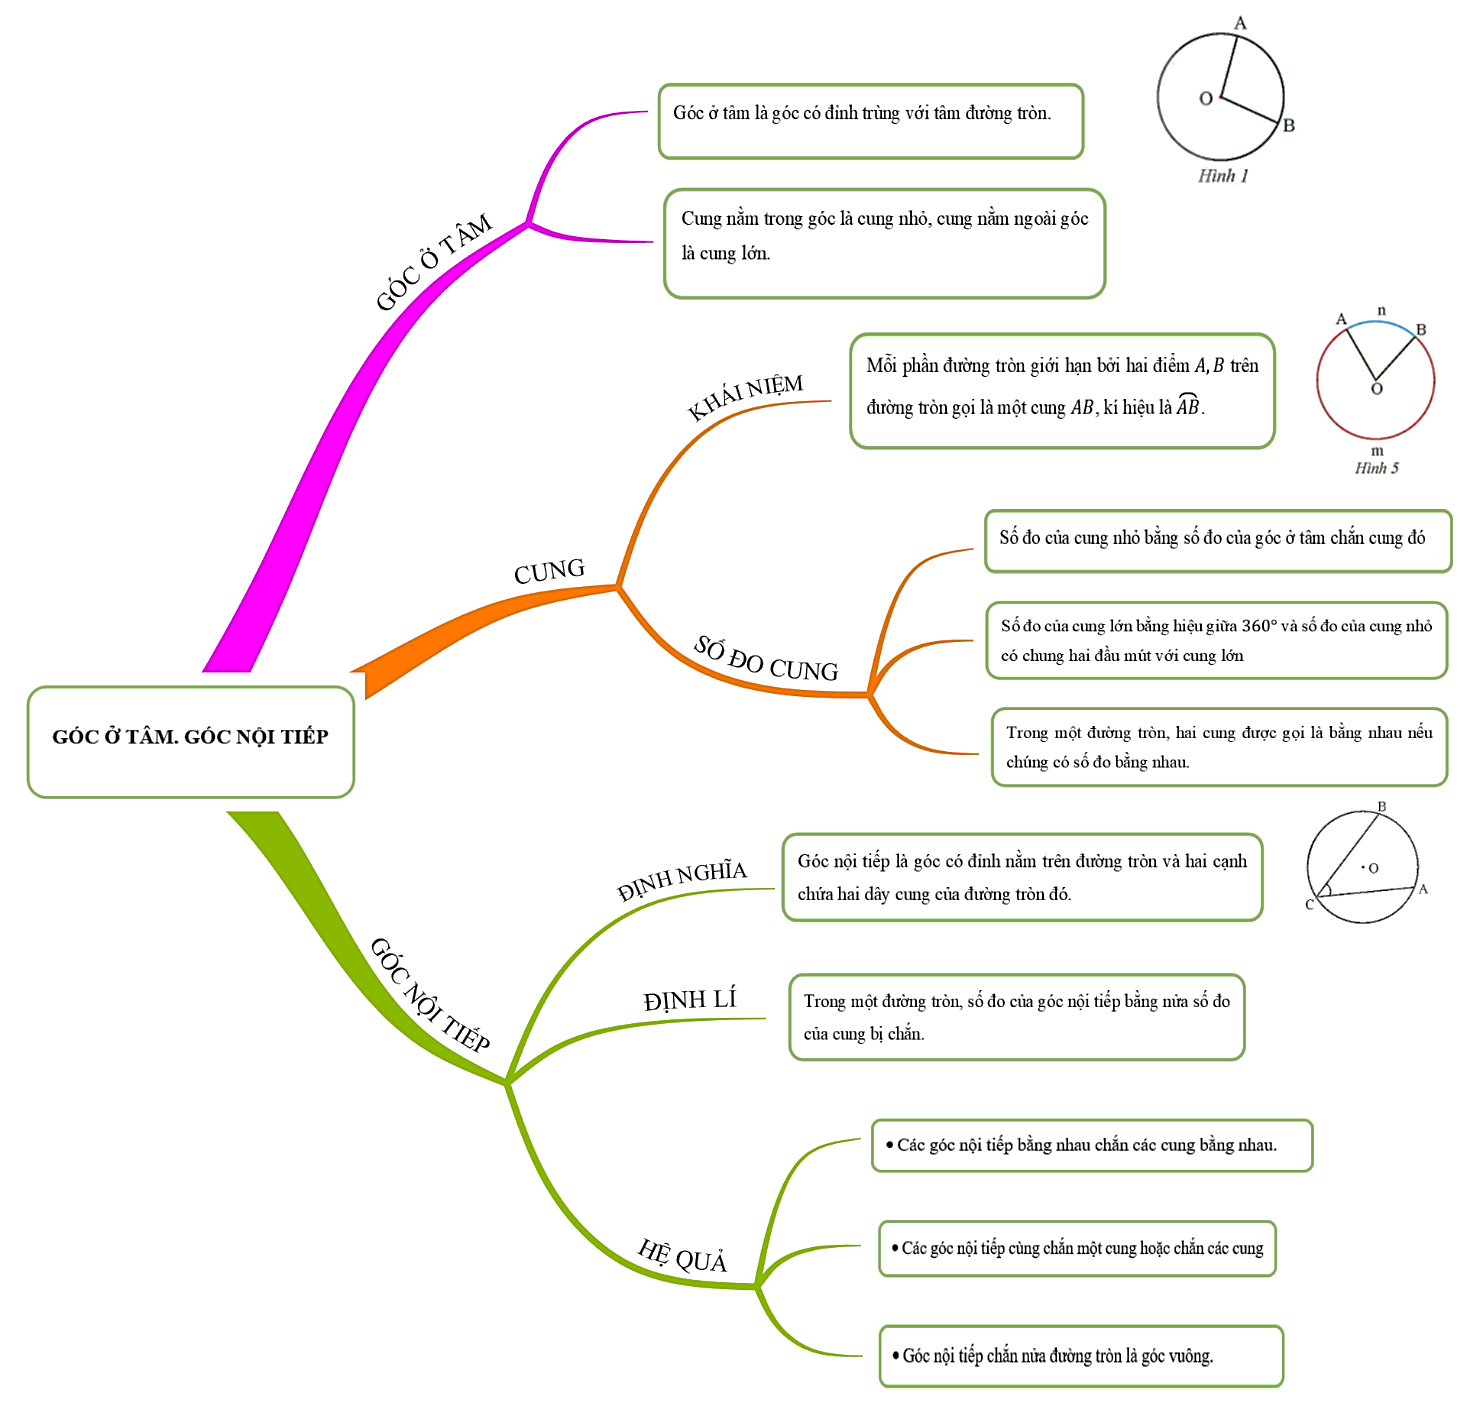 A
O
B
Hình 1
Góc ở tâm là góc có đỉnh trùng với tâm đường tròn.
GÓC Ở TÂM
Cung nằm trong góc là cung nhỏ, cung nằm ngoài góc
là cung lớn.
n
A
B
O
m
Hình 5
KHÁI NIỆM
Mỗi phần đường tròn giới hạn bởi hai điểm A, B trên
đường tròn gọi là một cung AB, kí hiệu là \overset{\frown}{AB}.
CUNG
SỐ ĐO CUNG
Số đo của cung nhỏ bằng số đo của góc ở tâm chắn cung đó
Số đo của cung lớn bằng hiệu giữa 360° và số đo của cung nhỏ
có chung hai đầu mút với cung lớn
Trong một đường tròn, hai cung được gọi là bằng nhau nếu
chúng có số đo bằng nhau.
GÓC Ở TÂM. GÓC NỘI TIẾP
B
O
A
C
ĐỊNH NGHĨA
Góc nội tiếp là góc có đỉnh nằm trên đường tròn và hai cạnh
chứa hai dây cung của đường tròn đó.
GÓC NỘI TIẾP
ĐỊNH LÍ
Trong một đường tròn, số đo của góc nội tiếp bằng nửa số đo
của cung bị chắn.
HỆ QUẢ
• Các góc nội tiếp bằng nhau chắn các cung bằng nhau.
• Các góc nội tiếp cùng chắn một cung hoặc chắn các cung
• Góc nội tiếp chắn nửa đường tròn là góc vuông.